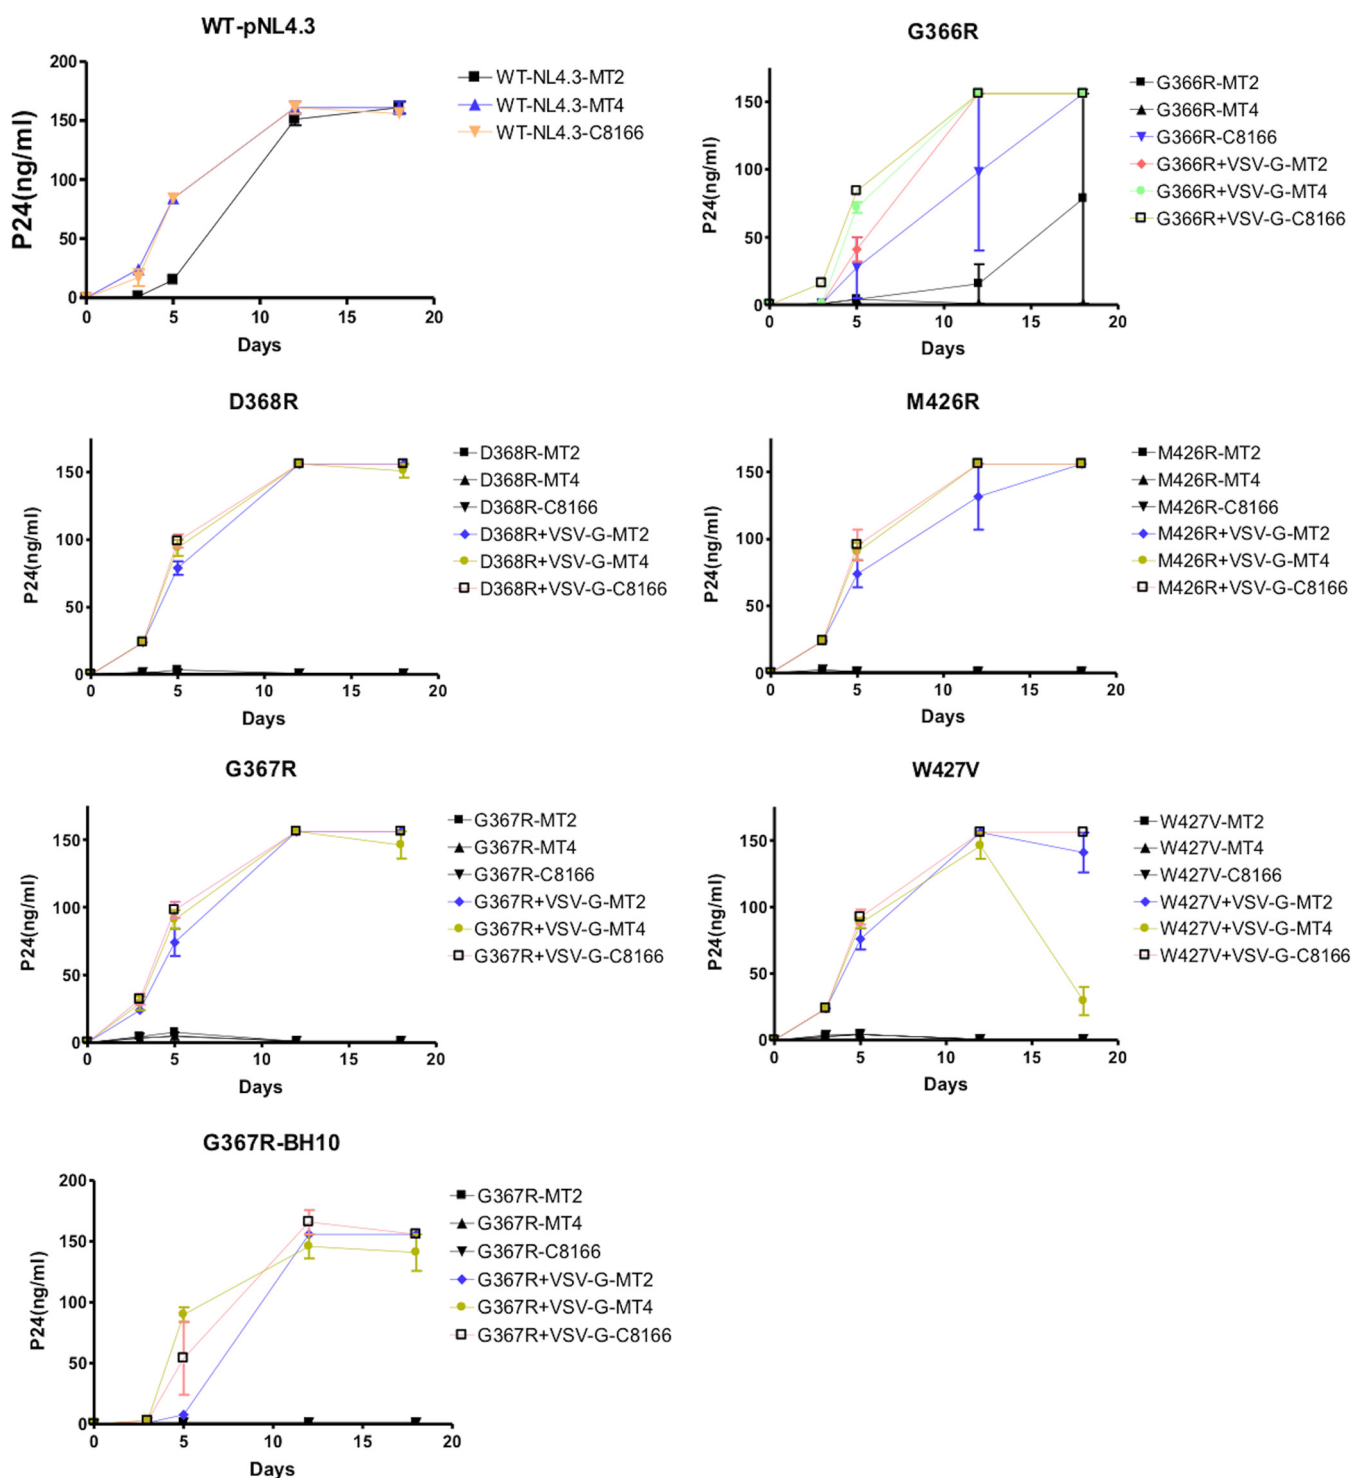 WT-pNL4.3
P24(ng/ml)
200
150
100
50
0
0 5 10 15 20
Days
WT-NL4.3-MT2
WT-NL4.3-MT4
WT-NL4.3-C8166
G366R
P24(ng/ml)
150
100
50
0
0 5 10 15 20
Days
G366R-MT2
G366R-MT4
G366R-C8166
G366R+VSV-G-MT2
G366R+VSV-G-MT4
G366R+VSV-G-C8166
D368R
P24(ng/ml)
150
100
50
0
0 5 10 15 20
Days
D368R-MT2
D368R-MT4
D368R-C8166
D368R+VSV-G-MT2
D368R+VSV-G-MT4
D368R+VSV-G-C8166
M426R
P24(ng/ml)
150
100
50
0
0 5 10 15 20
Days
M426R-MT2
M426R-MT4
M426R-C8166
M426R+VSV-G-MT2
M426R+VSV-G-MT4
M426R+VSV-G-C8166
G367R
P24(ng/ml)
150
100
50
0
0 5 10 15 20
Days
G367R-MT2
G367R-MT4
G367R-C8166
G367R+VSV-G-MT2
G367R+VSV-G-MT4
G367R+VSV-G-C8166
W427V
P24(ng/ml)
150
100
50
0
0 5 10 15 20
Days
W427V-MT2
W427V-MT4
W427V-C8166
W427V+VSV-G-MT2
W427V+VSV-G-MT4
W427V+VSV-G-C8166
G367R-BH10
P24(ng/ml)
200
150
100
50
0
0 5 10 15 20
Days
G367R-MT2
G367R-MT4
G367R-C8166
G367R+VSV-G-MT2
G367R+VSV-G-MT4
G367R+VSV-G-C8166